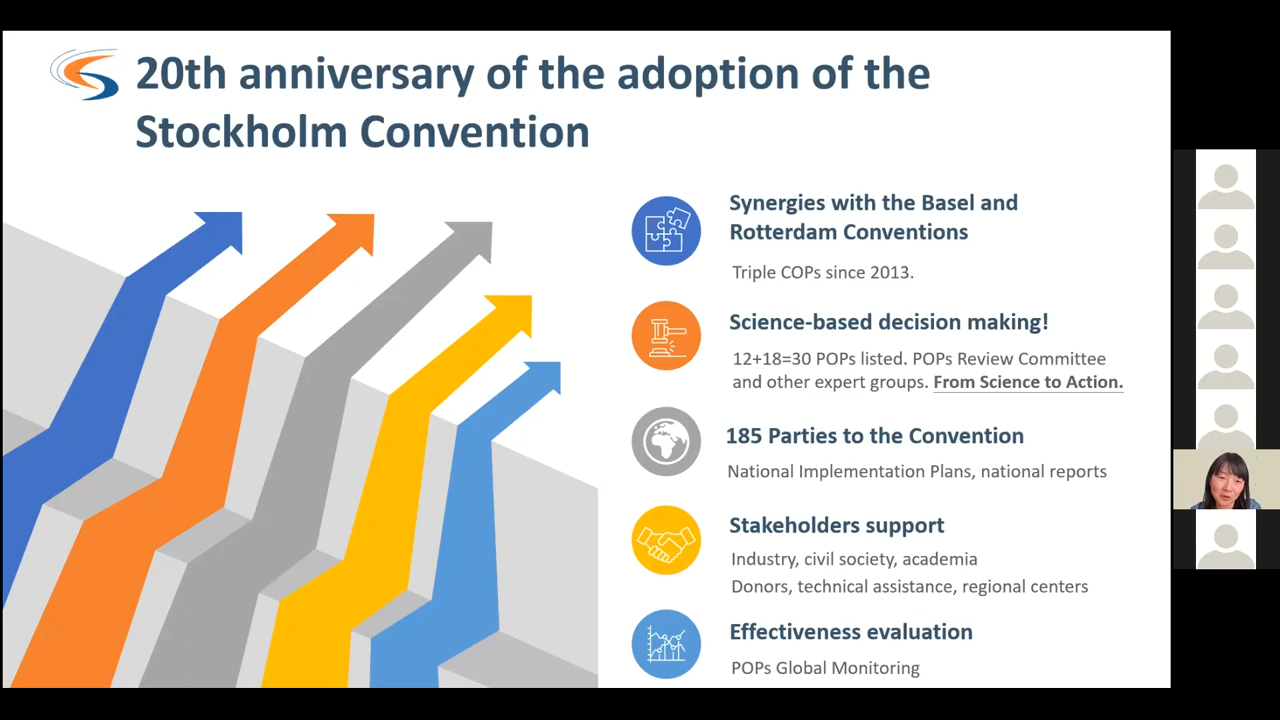 20th anniversary of the adoption of the
Stockholm Convention
Synergies with the Basel and
Rotterdam Conventions
Triple COPs since 2013.
Science-based decision making!
12+18=30 POPs listed. POPs Review Committee
and other expert groups. From Science to Action.
185 Parties to the Convention
National Implementation Plans, national reports
Stakeholders support
Industry, civil society, academia
Donors, technical assistance, regional centers
Effectiveness evaluation
POPs Global Monitoring